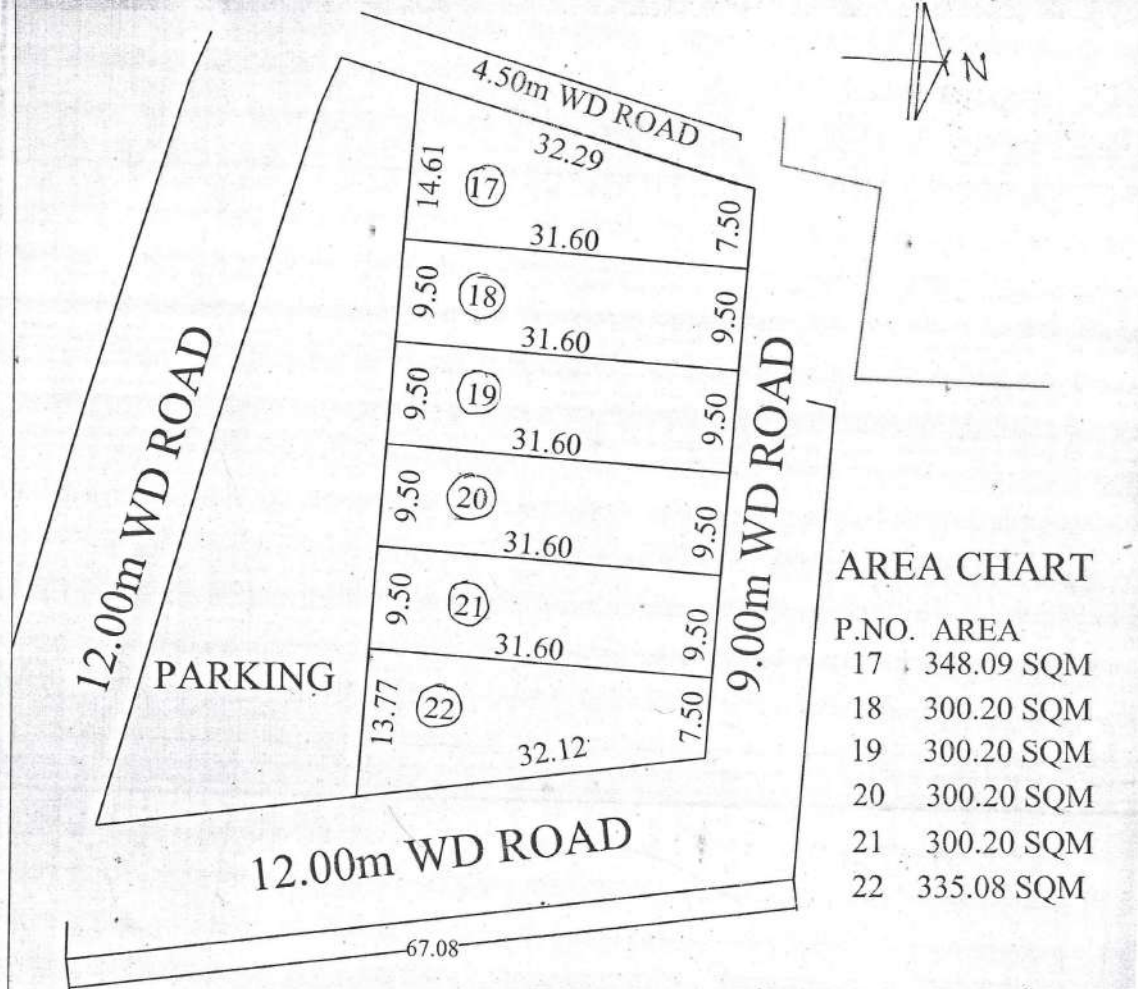 4.50m WD ROAD
N
32.29
14.61
17
7.50
31.60
9.50
18
9.50
31.60
9.50
19
9.50
31.60
9.50
20
9.50
31.60
9.50
21
9.50
31.60
13.77
22
7.50
32.12
12.00m WD ROAD
PARKING
9.00m WD ROAD
12.00m WD ROAD
67.08
AREA CHART
P.NO. AREA
17 348.09 SQM
18 300.20 SQM
19 300.20 SQM
20 300.20 SQM
21 300.20 SQM
22 335.08 SQM